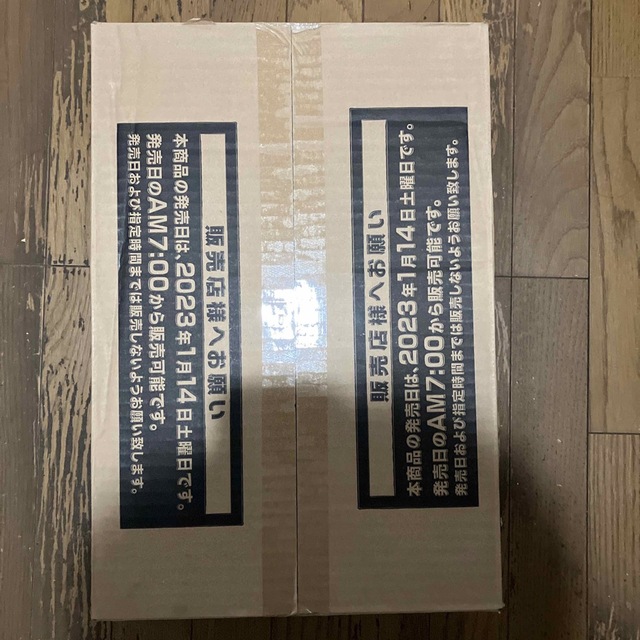 販売店様へお願い
本商品の発売日は、2023年1月14日土曜日です。
発売日のAM7:00から販売可能です。
発売日および指定時間までは販売しないようお願い致します。
販売店様へお願い
本商品の発売日は、2023年1月14日土曜日です。
発売日のAM7:00から販売可能です。
発売日および指定時間までは販売しないようお願い致します。